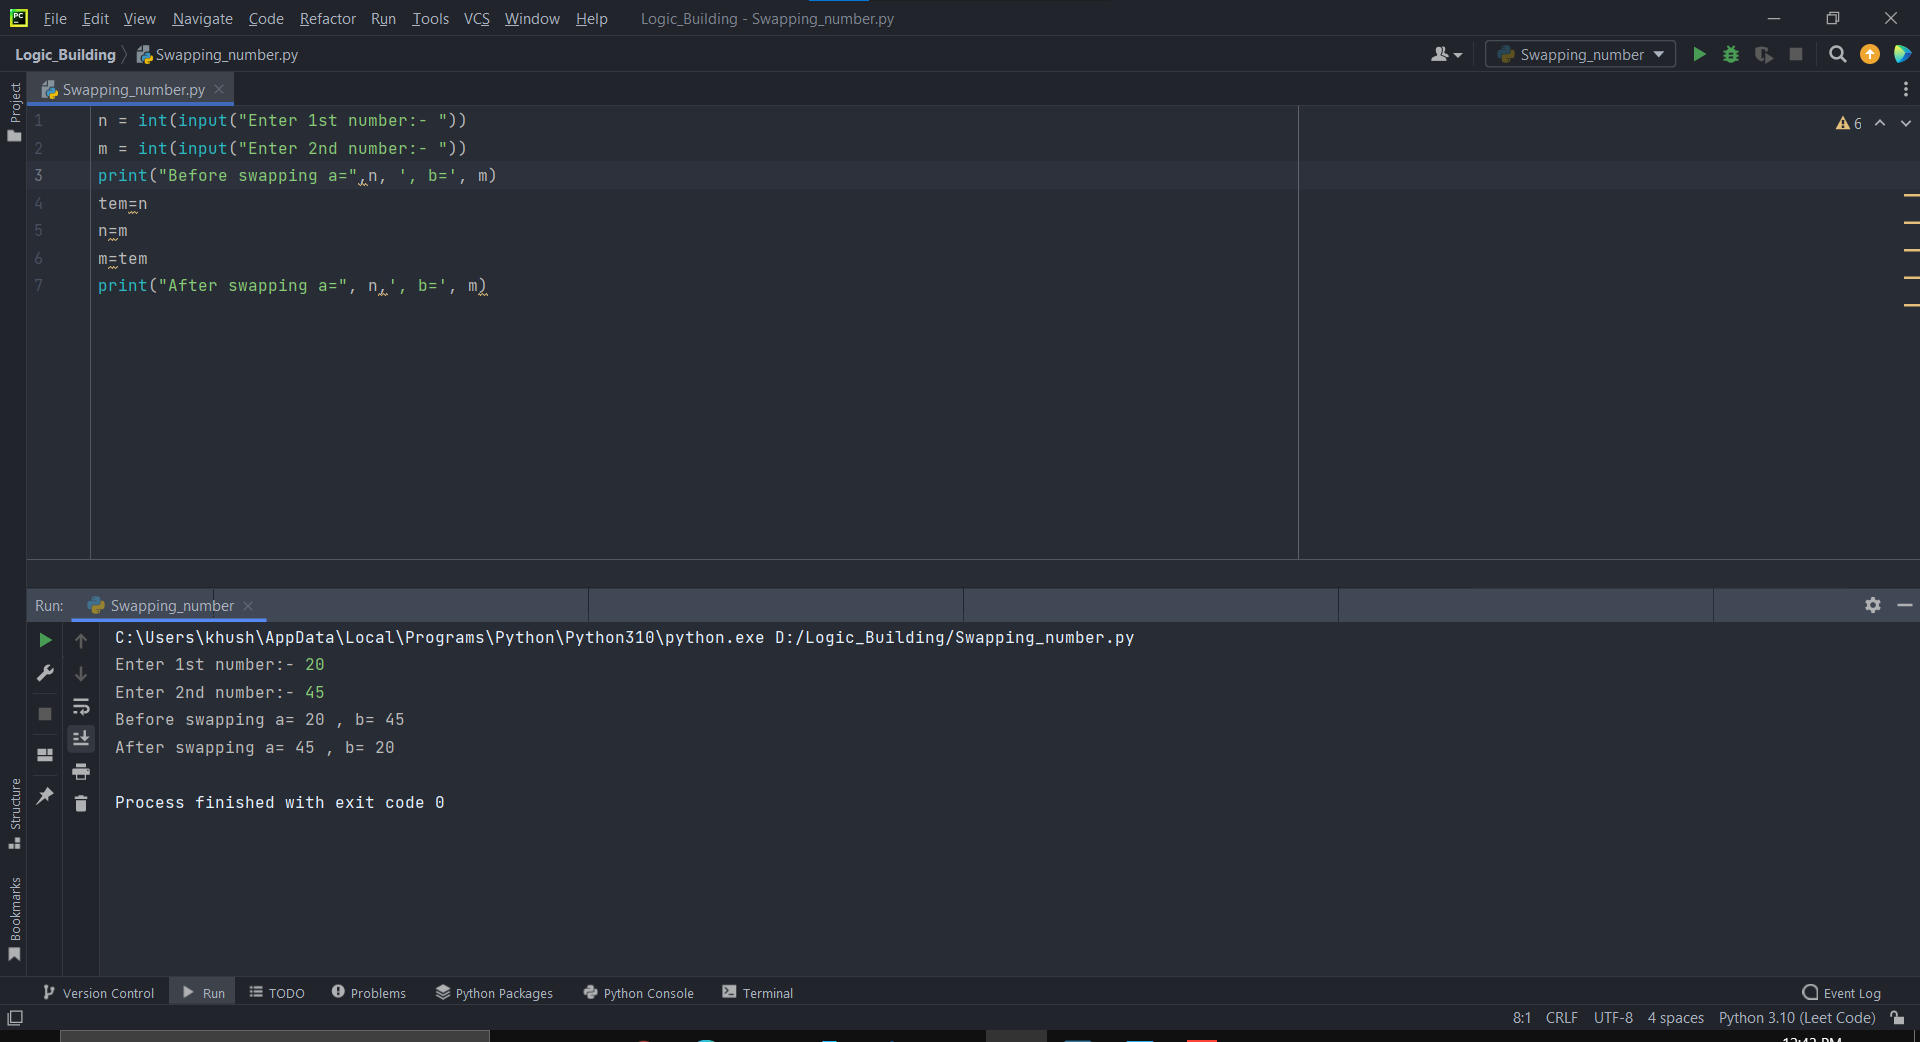 PC File Edit View Navigate Code Refactor Run Tools VCS Window Help Logic_Building - Swapping_number.py
Logic_Building Swapping_number.py Swapping_number
Project
Swapping_number.py
1 n = int(input("Enter 1st number:- "))
6
2 m = int(input("Enter 2nd number:- "))
3 print("Before swapping a=",n, ', b=', m)
4 tem=n
5 n=m
6 m=tem
7 print("After swapping a=", n,', b=', m)
Run: Swapping_number
C:\Users\khush\AppData\Local\Programs\Python\Python310\python.exe D:/Logic_Building/Swapping_number.py
Enter 1st number:- 20
Enter 2nd number:- 45
Before swapping a= 20 , b= 45
After swapping a= 45 , b= 20
Process finished with exit code 0
Structure
Bookmarks
Version Control Run TODO Problems Python Packages Python Console Terminal Event Log
8:1 CRLF UTF-8 4 spaces Python 3.10 (Leet Code)